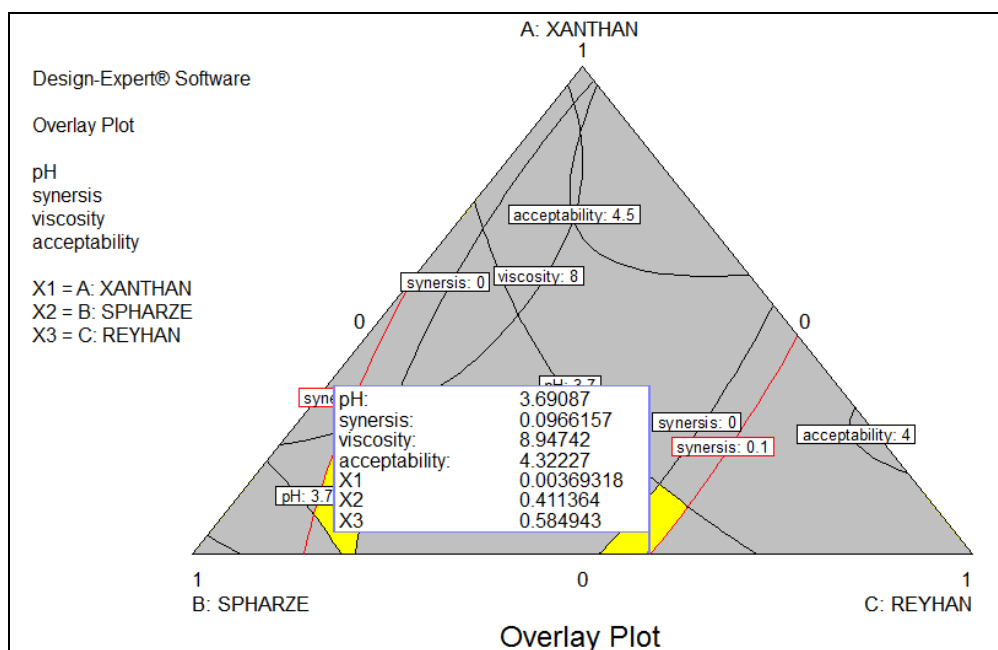 A: XANTHAN
1
Design-Expert® Software
Overlay Plot
pH
synersis
viscosity
acceptability
X1 = A: XANTHAN
X2 = B: SPHARZE
X3 = C: REYHAN
acceptability: 4.5
synersis: 0
viscosity: 8
0
0
pH: 3.7
pH: 3.69087
synersis: 0.0966157
viscosity: 8.94742
acceptability: 4.32227
X1 0.00369318
X2 0.411364
X3 0.584943
synersis: 0
acceptability: 4
synersis: 0.1
pH: 3.7
1
0
1
B: SPHARZE
C: REYHAN
Overlay Plot